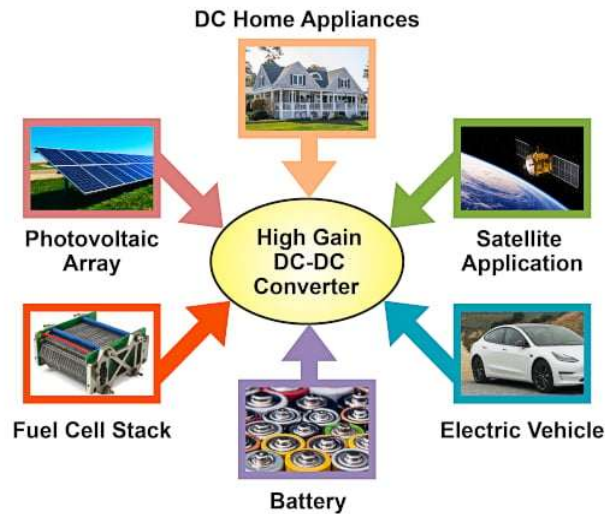 DC Home Appliances
Photovoltaic
Array
High Gain
DC-DC
Converter
Satellite
Application
Fuel Cell Stack
Electric Vehicle
Battery